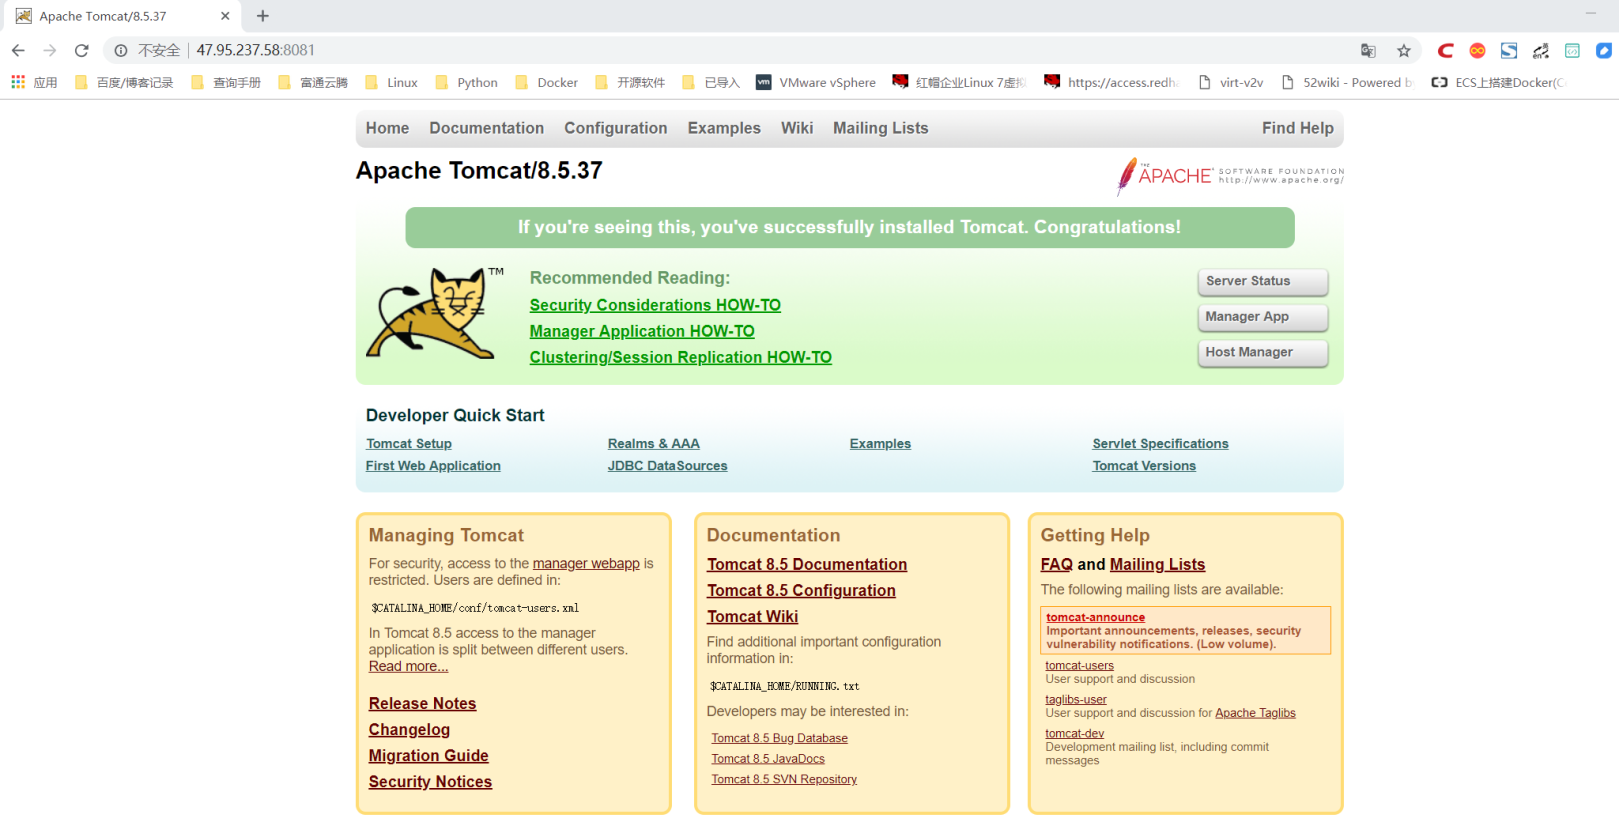 Apache Tomcat/8.5.37
不安全 47.95.237.58:8081
应用 百度/博客记录 查询手册 富通云腾 Linux Python Docker 开源软件 已导入 VMware vSphere 红帽企业Linux 7虚拟 https://access.redha virt-v2v 52wiki - Powered by ECS上搭建Docker(C
Home Documentation Configuration Examples Wiki Mailing Lists Find Help
Apache Tomcat/8.5.37
THE APACHE SOFTWARE FOUNDATION
http://www.apache.org/
If you're seeing this, you've successfully installed Tomcat. Congratulations!
TM
Recommended Reading:
Security Considerations HOW-TO
Manager Application HOW-TO
Clustering/Session Replication HOW-TO
Server Status
Manager App
Host Manager
Developer Quick Start
Tomcat Setup
First Web Application
Realms & AAA
JDBC DataSources
Examples
Servlet Specifications
Tomcat Versions
Managing Tomcat
For security, access to the manager webapp is
restricted. Users are defined in:
$CATALINA_HOME/conf/tomcat-users.xml
In Tomcat 8.5 access to the manager
application is split between different users.
Read more...
Release Notes
Changelog
Migration Guide
Security Notices
Documentation
Tomcat 8.5 Documentation
Tomcat 8.5 Configuration
Tomcat Wiki
Find additional important configuration
information in:
$CATALINA_HOME/RUNNING.txt
Developers may be interested in:
Tomcat 8.5 Bug Database
Tomcat 8.5 JavaDocs
Tomcat 8.5 SVN Repository
Getting Help
FAQ and Mailing Lists
The following mailing lists are available:
tomcat-announce
Important announcements, releases, security
vulnerability notifications. (Low volume).
tomcat-users
User support and discussion
taglibs-user
User support and discussion for Apache Taglibs
tomcat-dev
Development mailing list, including commit
messages